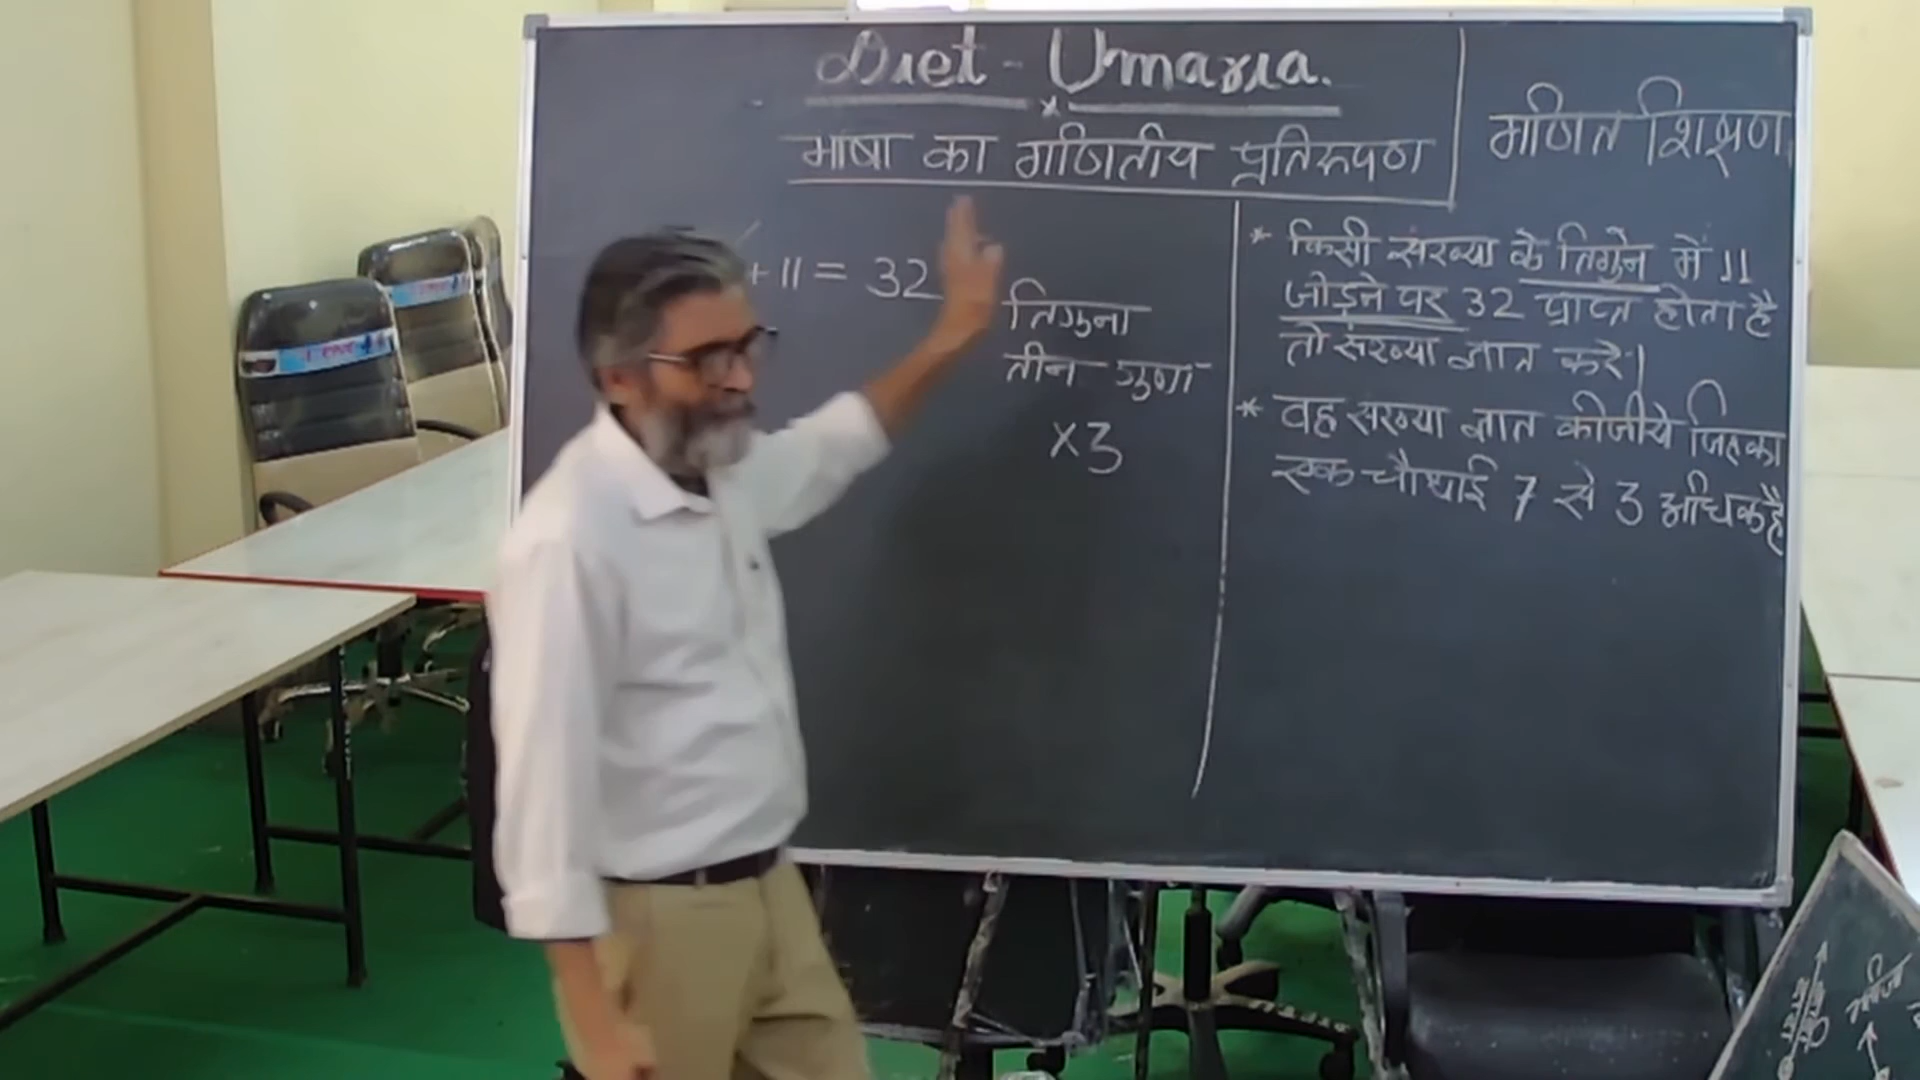 Diet - Umaria.
भाषा का गणितीय प्रतिरुपण
गणित शिक्षण
+ 11 = 32
तिगुना
तीन गुणा
×3
* किसी संख्या के तिगुने में 11
जोड़ने पर 32 प्राप्त होता है
तो संख्या ज्ञात करें।
* वह संख्या ज्ञात कीजीये जिसका
एक चौथाई 7 से 3 अधिक है